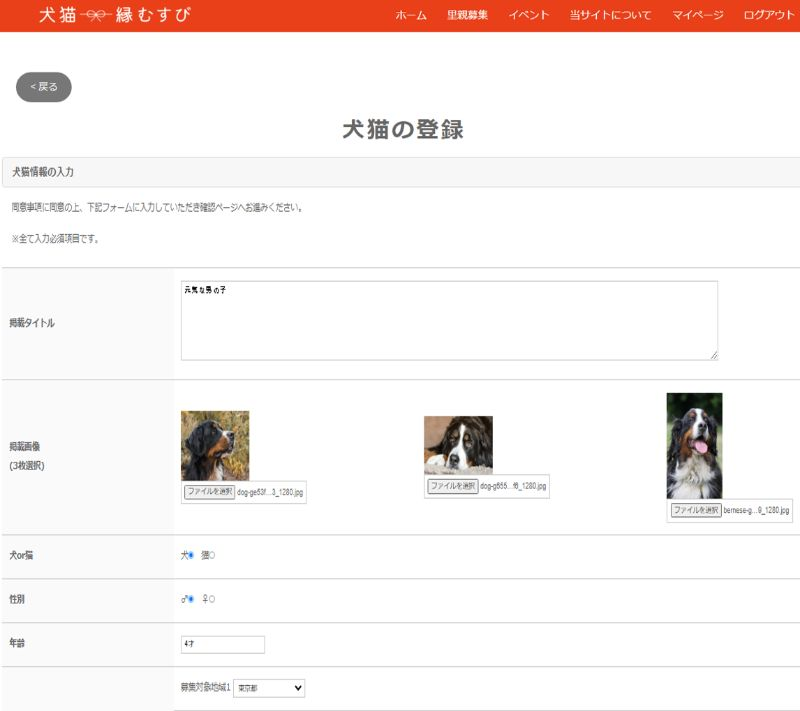 犬猫 縁むすび
ホーム 里親募集 イベント 当サイトについて マイページ ログアウト
< 戻る
犬猫の登録
犬猫情報の入力
同意事項に同意の上、下記フォームに入力していただき確認ページへお進みください。
※全て入力必須項目です。
掲載タイトル
元気な男の子
掲載画像
(3枚選択)
ファイルを選択 dog-ge53f…3_1280.jpg
ファイルを選択 dog-g655…f6_1280.jpg
ファイルを選択 bernese-g…9_1280.jpg
犬or猫
犬 猫
性別
♂ ♀
年齢
4才
募集対象地域1 東京都